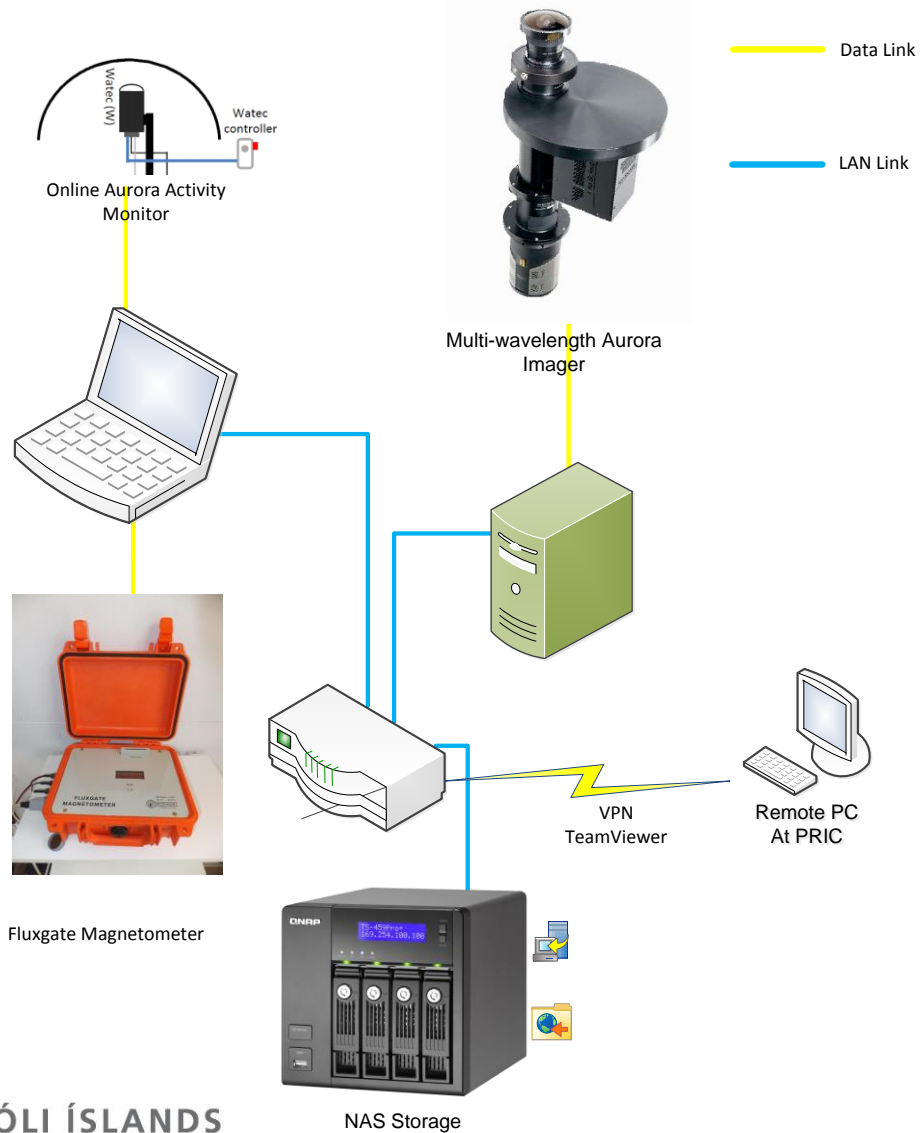 Data Link
LAN Link
Watec (W)
Watec
controller
Online Aurora Activity
Monitor
Multi-wavelength Aurora
Imager
FLUXGATE
MAGNETOMETER
VPN
TeamViewer
Remote PC
At PRIC
Fluxgate Magnetometer
QNAP
TS-459Pro+
169.254.100.100
NAS Storage
ÓLI ÍSLANDS